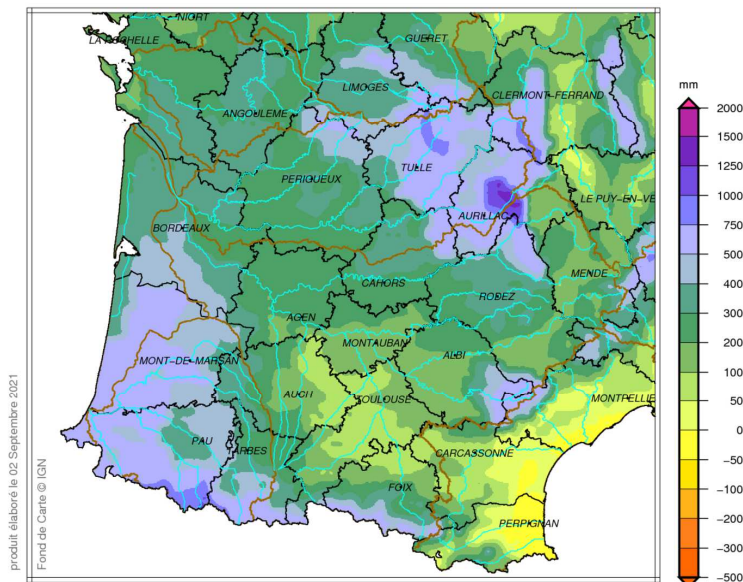 NIORT
GUERET
LIMOGES
CLERMONT-FERRAND
ANGOULEME
TULLE
PERIGUEUX
LE PUY-EN-VE
AURILLAC
BORDEAUX
MENDE
CAHORS
RODEZ
AGEN
MONTAUBAN
ALBI
MONT-DE-MARSAN
AUCH
TOULOUSE
MONTPELLIE
PAU
ARBES
CARCASSONNE
FOIX
PERPIGNAN
mm
2000
1500
1250
1000
750
500
400
300
200
100
50
0
-50
-100
-200
-300
-500
produit élaboré le 02 Septembre 2021
Fond de Carte © IGN